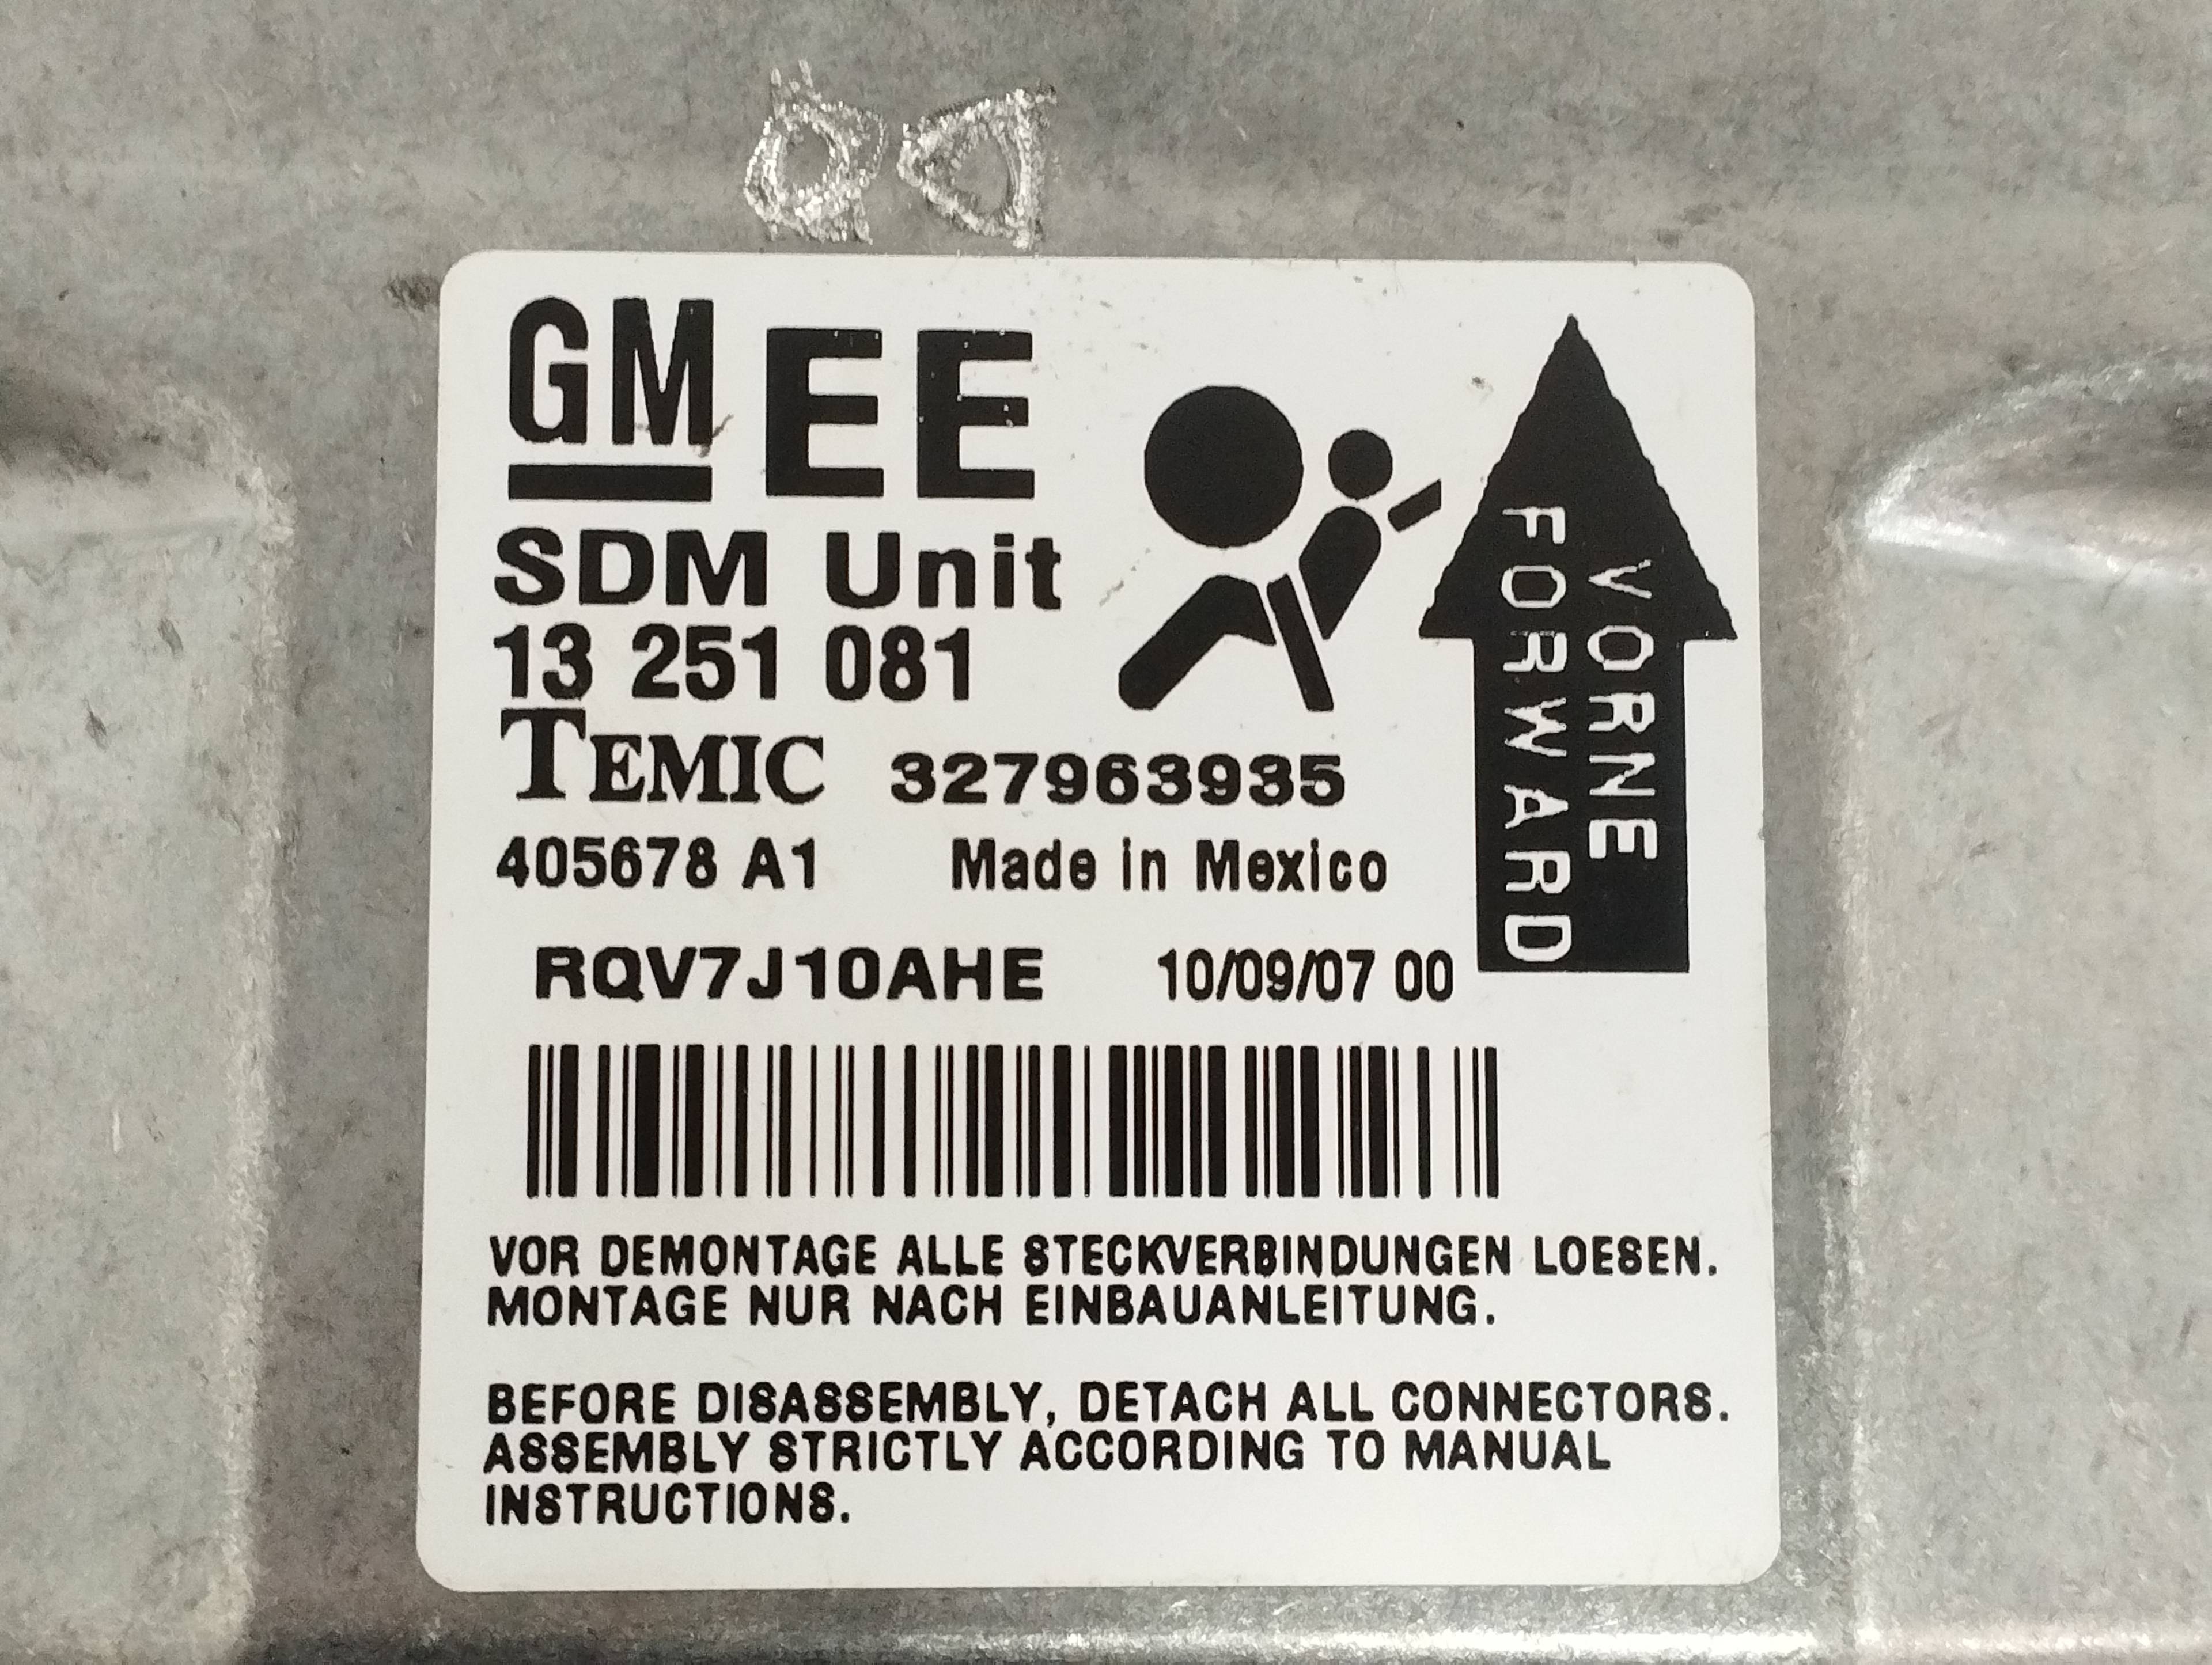 GM EE
SDM Unit
13 251 081
TEMIC 327963935
405678 A1 Made in Mexico
RQV7J10AHE 10/09/07 00
VORNE
FORWARD
VOR DEMONTAGE ALLE STECKVERBINDUNGEN LOESEN.
MONTAGE NUR NACH EINBAUANLEITUNG.
BEFORE DISASSEMBLY, DETACH ALL CONNECTORS.
ASSEMBLY STRICTLY ACCORDING TO MANUAL
INSTRUCTIONS.